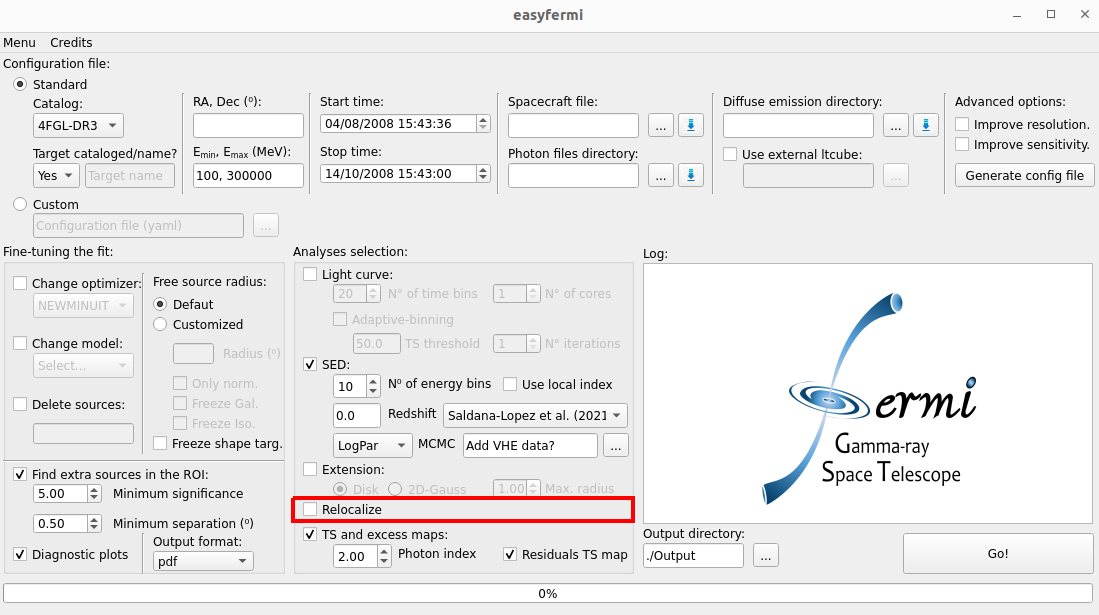 easyfermi
Menu Credits
Configuration file:
Standard
Catalog:
4FGL-DR3
Target cataloged/name?
Yes Target name
RA, Dec (⁰):
Emin, Emax (MeV):
100, 300000
Start time:
04/08/2008 15:43:36
Stop time:
14/10/2008 15:43:00
Spacecraft file:
...
Photon files directory:
...
Diffuse emission directory:
...
Use external ltcube:
...
Advanced options:
Improve resolution.
Improve sensitivity.
Generate config file
Custom
Configuration file (yaml) ...
Fine-tuning the fit:
Change optimizer:
NEWMINUIT
Change model:
Select...
Delete sources:
Free source radius:
Defaut
Customized
Radius (⁰)
Only norm.
Freeze Gal.
Freeze Iso.
Freeze shape targ.
Find extra sources in the ROI:
5.00 Minimum significance
0.50 Minimum separation (⁰)
Diagnostic plots
Output format:
pdf
Analyses selection:
Light curve:
20 N° of time bins 1 N° of cores
Adaptive-binning
50.0 TS threshold 1 N° iterations
SED:
10 Nº of energy bins Use local index
0.0 Redshift Saldana-Lopez et al. (2021
LogPar MCMC Add VHE data? ...
Extension:
Disk 2D-Gauss 1.00 Max. radius
Relocalize
TS and excess maps:
2.00 Photon index Residuals TS map
Log:
Fermi
Gamma-ray
Space Telescope
Output directory:
./Output ...
Go!
0%